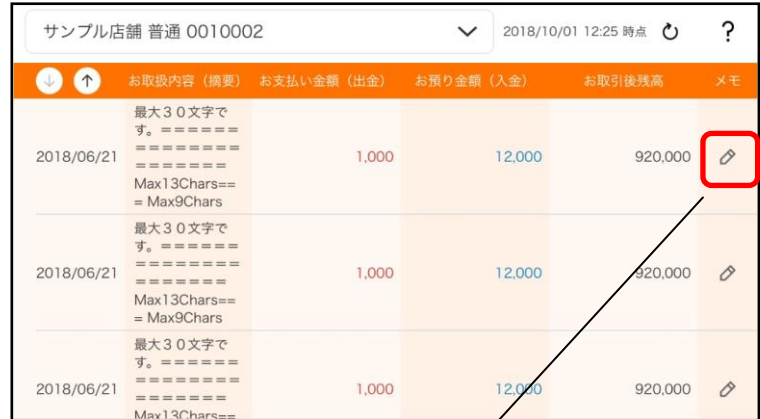 サンプル店舗 普通 0010002
2018/10/01 12:25 時点
?
お取扱内容（摘要） お支払い金額（出金） お預り金額（入金） お取引後残高 メモ
最大３０文字で
す。＝＝＝＝＝＝
＝＝＝＝＝＝＝＝
＝＝＝＝＝＝＝
Max13Chars==
= Max9Chars
2018/06/21
1,000
12,000
920,000
最大３０文字で
す。＝＝＝＝＝＝
＝＝＝＝＝＝＝＝
＝＝＝＝＝＝＝
Max13Chars==
= Max9Chars
2018/06/21
1,000
12,000
920,000
最大３０文字で
す。＝＝＝＝＝＝
＝＝＝＝＝＝＝＝
＝＝＝＝＝＝＝
Max13Chars==
2018/06/21
1,000
12,000
920,000